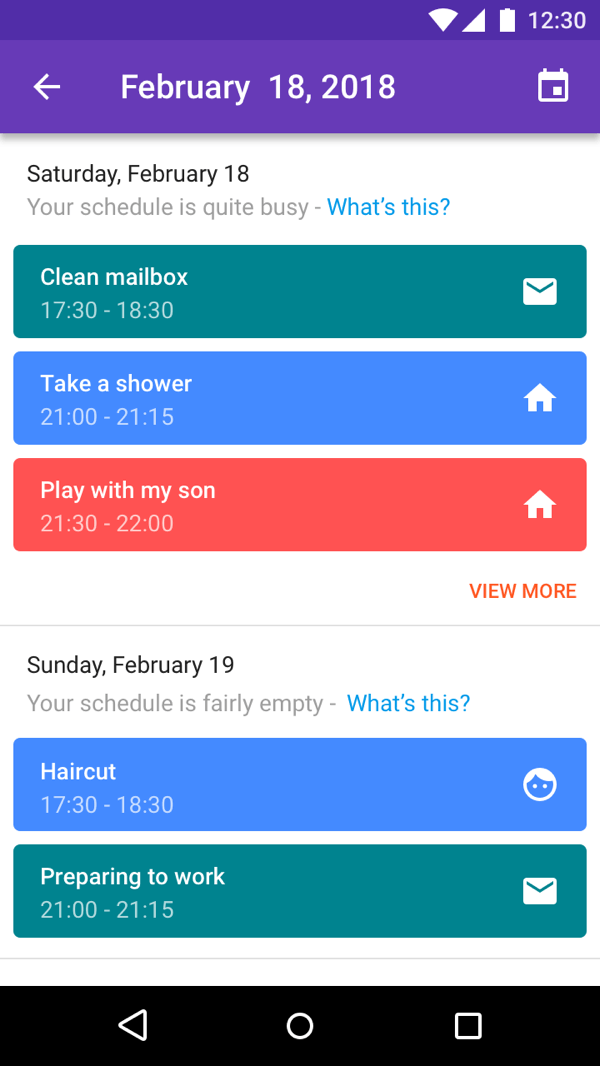 12:30
February 18, 2018
Saturday, February 18
Your schedule is quite busy - What’s this?
Clean mailbox
17:30 - 18:30
Take a shower
21:00 - 21:15
Play with my son
21:30 - 22:00
VIEW MORE
Sunday, February 19
Your schedule is fairly empty - What’s this?
Haircut
17:30 - 18:30
Preparing to work
21:00 - 21:15